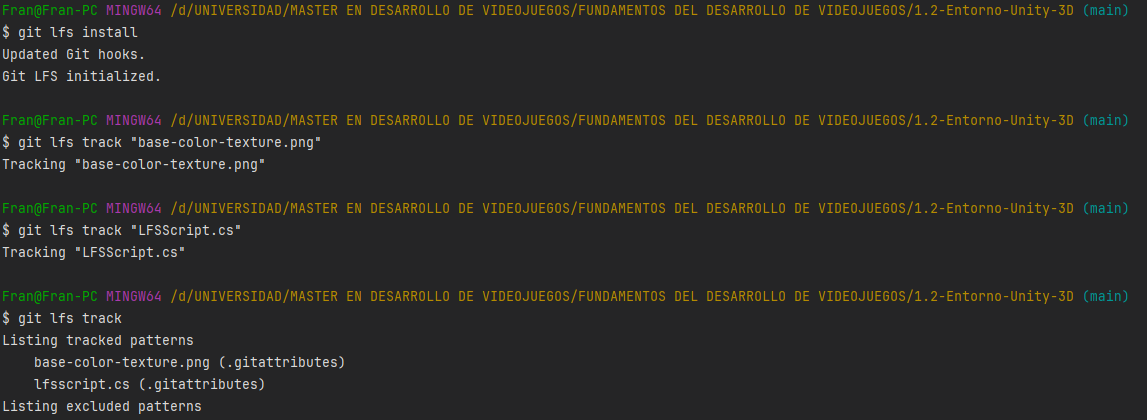 Fran@Fran-PC MINGW64 /d/UNIVERSIDAD/MASTER EN DESARROLLO DE VIDEOJUEGOS/FUNDAMENTOS DEL DESARROLLO DE VIDEOJUEGOS/1.2-Entorno-Unity-3D (main)
$ git lfs install
Updated Git hooks.
Git LFS initialized.
Fran@Fran-PC MINGW64 /d/UNIVERSIDAD/MASTER EN DESARROLLO DE VIDEOJUEGOS/FUNDAMENTOS DEL DESARROLLO DE VIDEOJUEGOS/1.2-Entorno-Unity-3D (main)
$ git lfs track "base-color-texture.png"
Tracking "base-color-texture.png"
Fran@Fran-PC MINGW64 /d/UNIVERSIDAD/MASTER EN DESARROLLO DE VIDEOJUEGOS/FUNDAMENTOS DEL DESARROLLO DE VIDEOJUEGOS/1.2-Entorno-Unity-3D (main)
$ git lfs track "LFSScript.cs"
Tracking "LFSScript.cs"
Fran@Fran-PC MINGW64 /d/UNIVERSIDAD/MASTER EN DESARROLLO DE VIDEOJUEGOS/FUNDAMENTOS DEL DESARROLLO DE VIDEOJUEGOS/1.2-Entorno-Unity-3D (main)
$ git lfs track
Listing tracked patterns
    base-color-texture.png (.gitattributes)
    lfsscript.cs (.gitattributes)
Listing excluded patterns